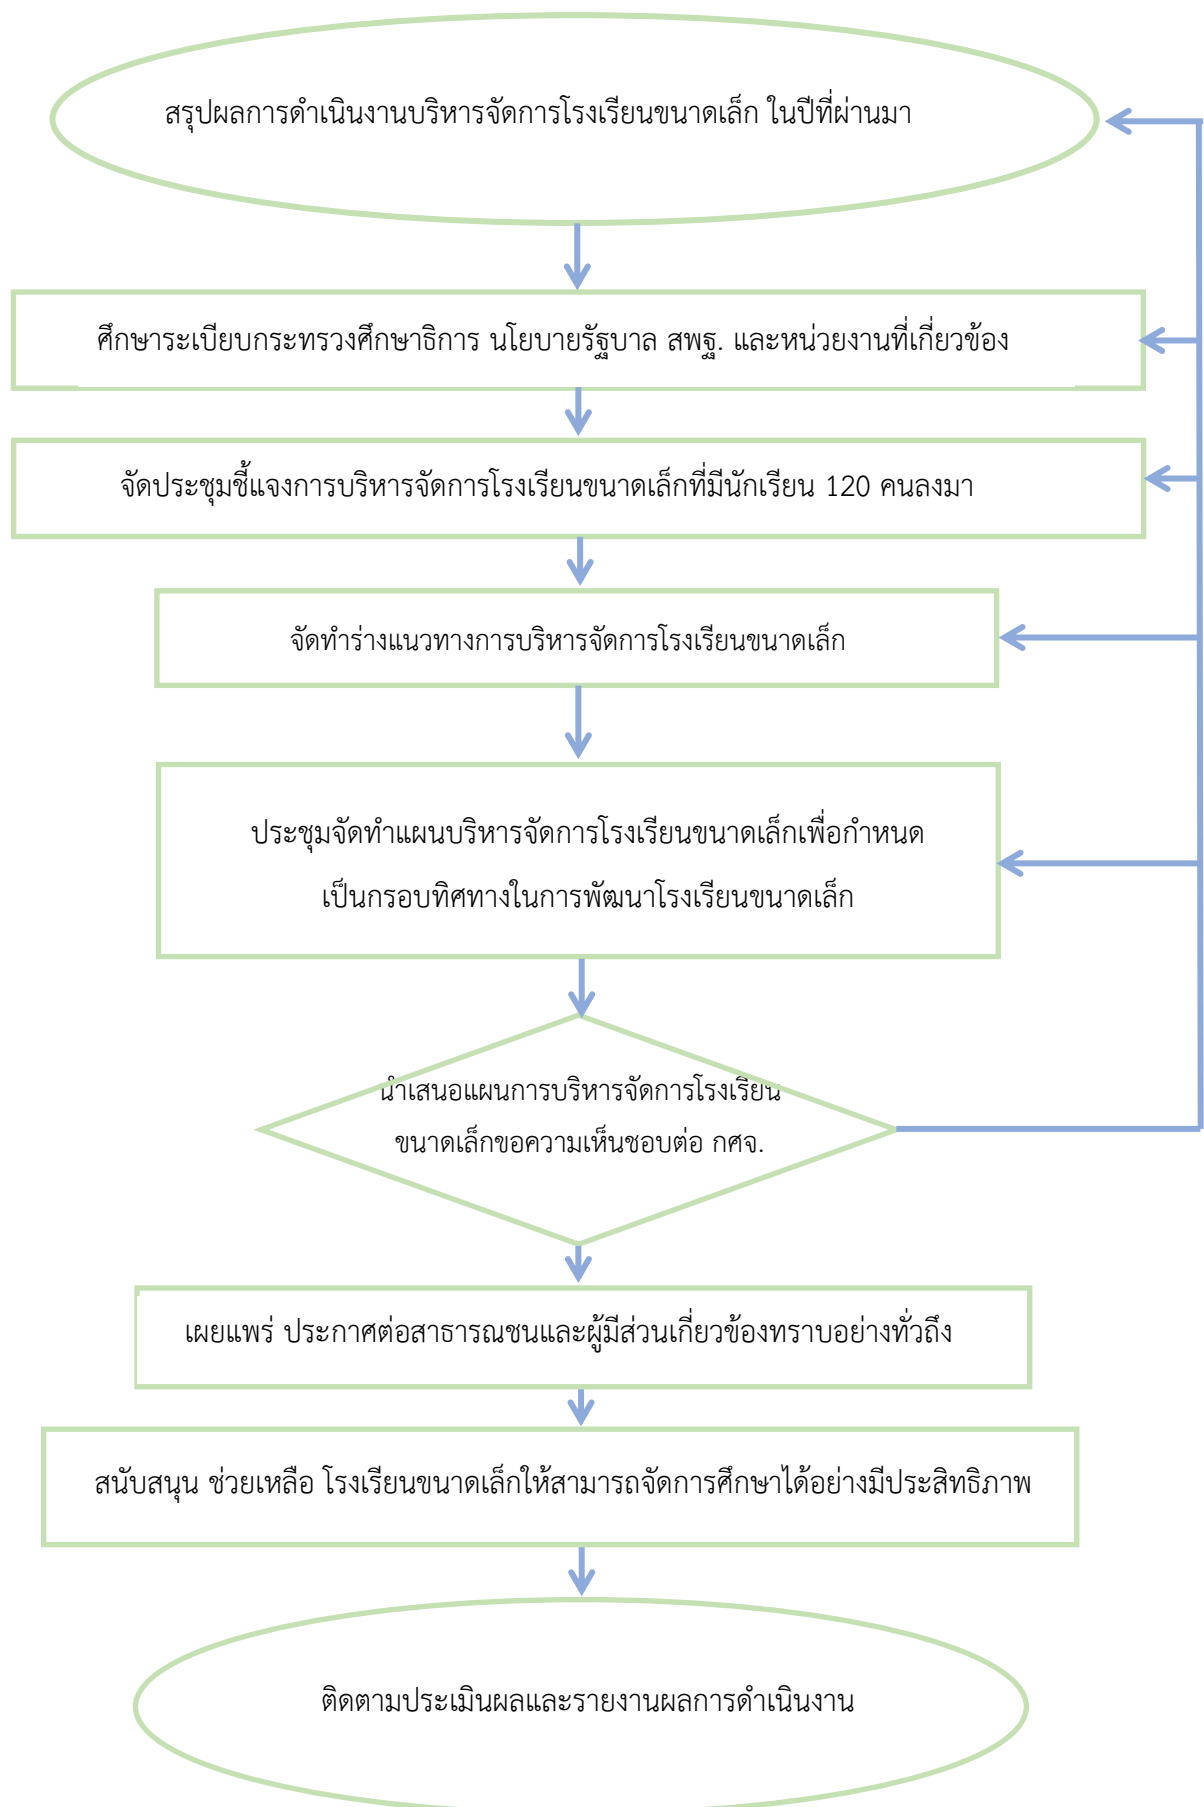 สรุปผลการดำเนินงานบริหารจัดการโรงเรียนขนาดเล็ก ในปีที่ผ่านมา
ศึกษาระเบียบกระทรวงศึกษาธิการ นโยบายรัฐบาล สพฐ. และหน่วยงานที่เกี่ยวข้อง
จัดประชุมชี้แจงการบริหารจัดการโรงเรียนขนาดเล็กที่มีนักเรียน 120 คนลงมา
จัดทำร่างแนวทางการบริหารจัดการโรงเรียนขนาดเล็ก
ประชุมจัดทำแผนบริหารจัดการโรงเรียนขนาดเล็กเพื่อกำหนด
เป็นกรอบทิศทางในการพัฒนาโรงเรียนขนาดเล็ก
นำเสนอแผนการบริหารจัดการโรงเรียน
ขนาดเล็กขอความเห็นชอบต่อ กศจ.
เผยแพร่ ประกาศต่อสาธารณชนและผู้มีส่วนเกี่ยวข้องทราบอย่างทั่วถึง
สนับสนุน ช่วยเหลือ โรงเรียนขนาดเล็กให้สามารถจัดการศึกษาได้อย่างมีประสิทธิภาพ
ติดตามประเมินผลและรายงานผลการดำเนินงาน